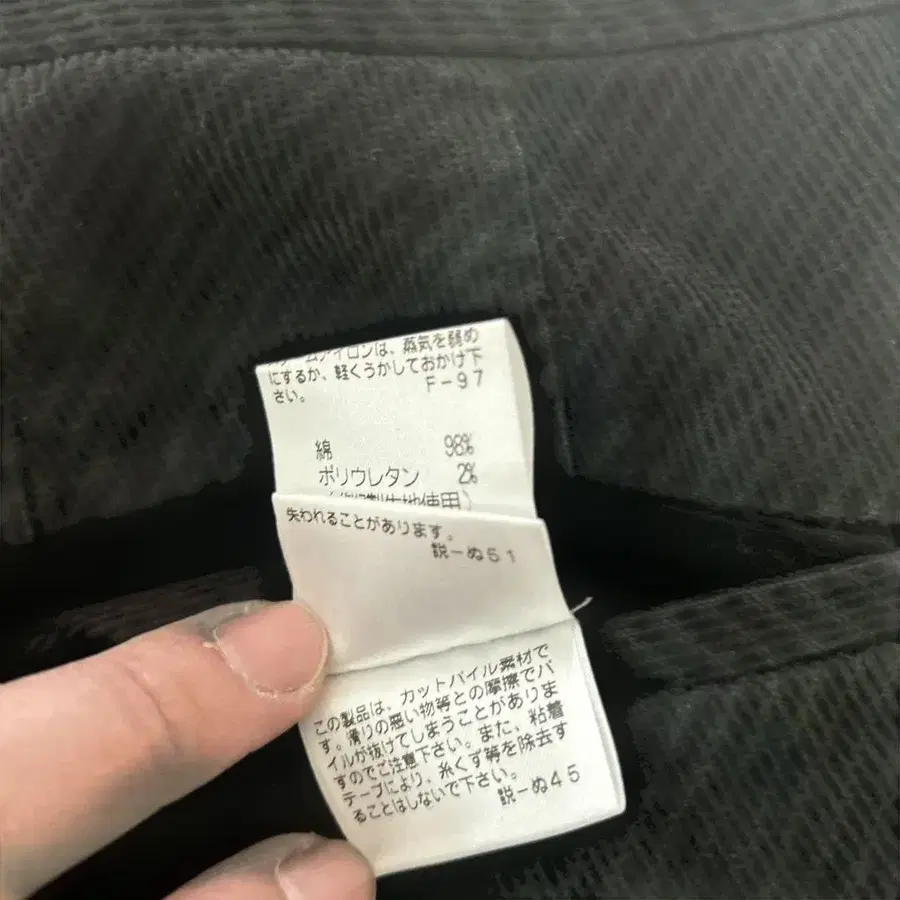 アイロンは、蒸気を弱め
にするか、軽くうかしておかけ下
さい。
F-97
綿 98%
ポリウレタン 2%
地使用)
失われることがあります。
説-ぬ51
この製品は、カットパイル素材で
す。滑りの悪い物等との摩擦でパ
イルが抜けてしまうことがありま
すのでご注意下さい。また、粘着
テープにより、糸くず等を除去す
ることはしないで下さい。
説-ぬ45